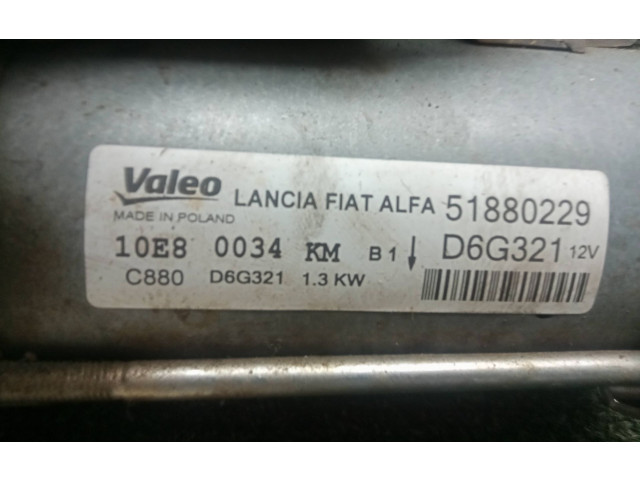 Valeo LANCIA FIAT ALFA 51880229
MADE IN POLAND
10E8 0034 KM B1 D6G321 12V
C880 D6G321 1.3 KW